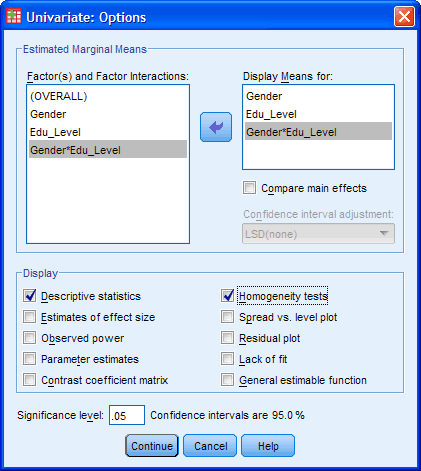 Univariate: Options
Estimated Marginal Means
Factor(s) and Factor Interactions:
(OVERALL)
Gender
Edu_Level
Gender*Edu_Level
Display Means for:
Gender
Edu_Level
Gender*Edu_Level
Compare main effects
Confidence interval adjustment:
LSD(none)
Display
Descriptive statistics
Homogeneity tests
Estimates of effect size
Spread vs. level plot
Observed power
Residual plot
Parameter estimates
Lack of fit
Contrast coefficient matrix
General estimable function
Significance level: .05 Confidence intervals are 95.0 %
Continue Cancel Help